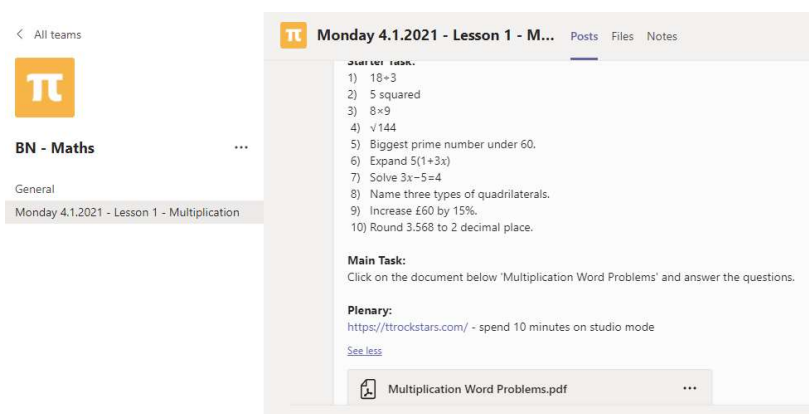 < All teams
π
BN - Maths
...
General
Monday 4.1.2021 - Lesson 1 - Multiplication
π Monday 4.1.2021 - Lesson 1 - M... Posts Files Notes
Starter Task:
1) 18÷3
2) 5 squared
3) 8×9
4) √144
5) Biggest prime number under 60.
6) Expand 5(1+3x)
7) Solve 3x−5=4
8) Name three types of quadrilaterals.
9) Increase £60 by 15%.
10) Round 3.568 to 2 decimal place.
Main Task:
Click on the document below 'Multiplication Word Problems' and answer the questions.
Plenary:
https://ttrockstars.com/ - spend 10 minutes on studio mode
See less
Multiplication Word Problems.pdf ...